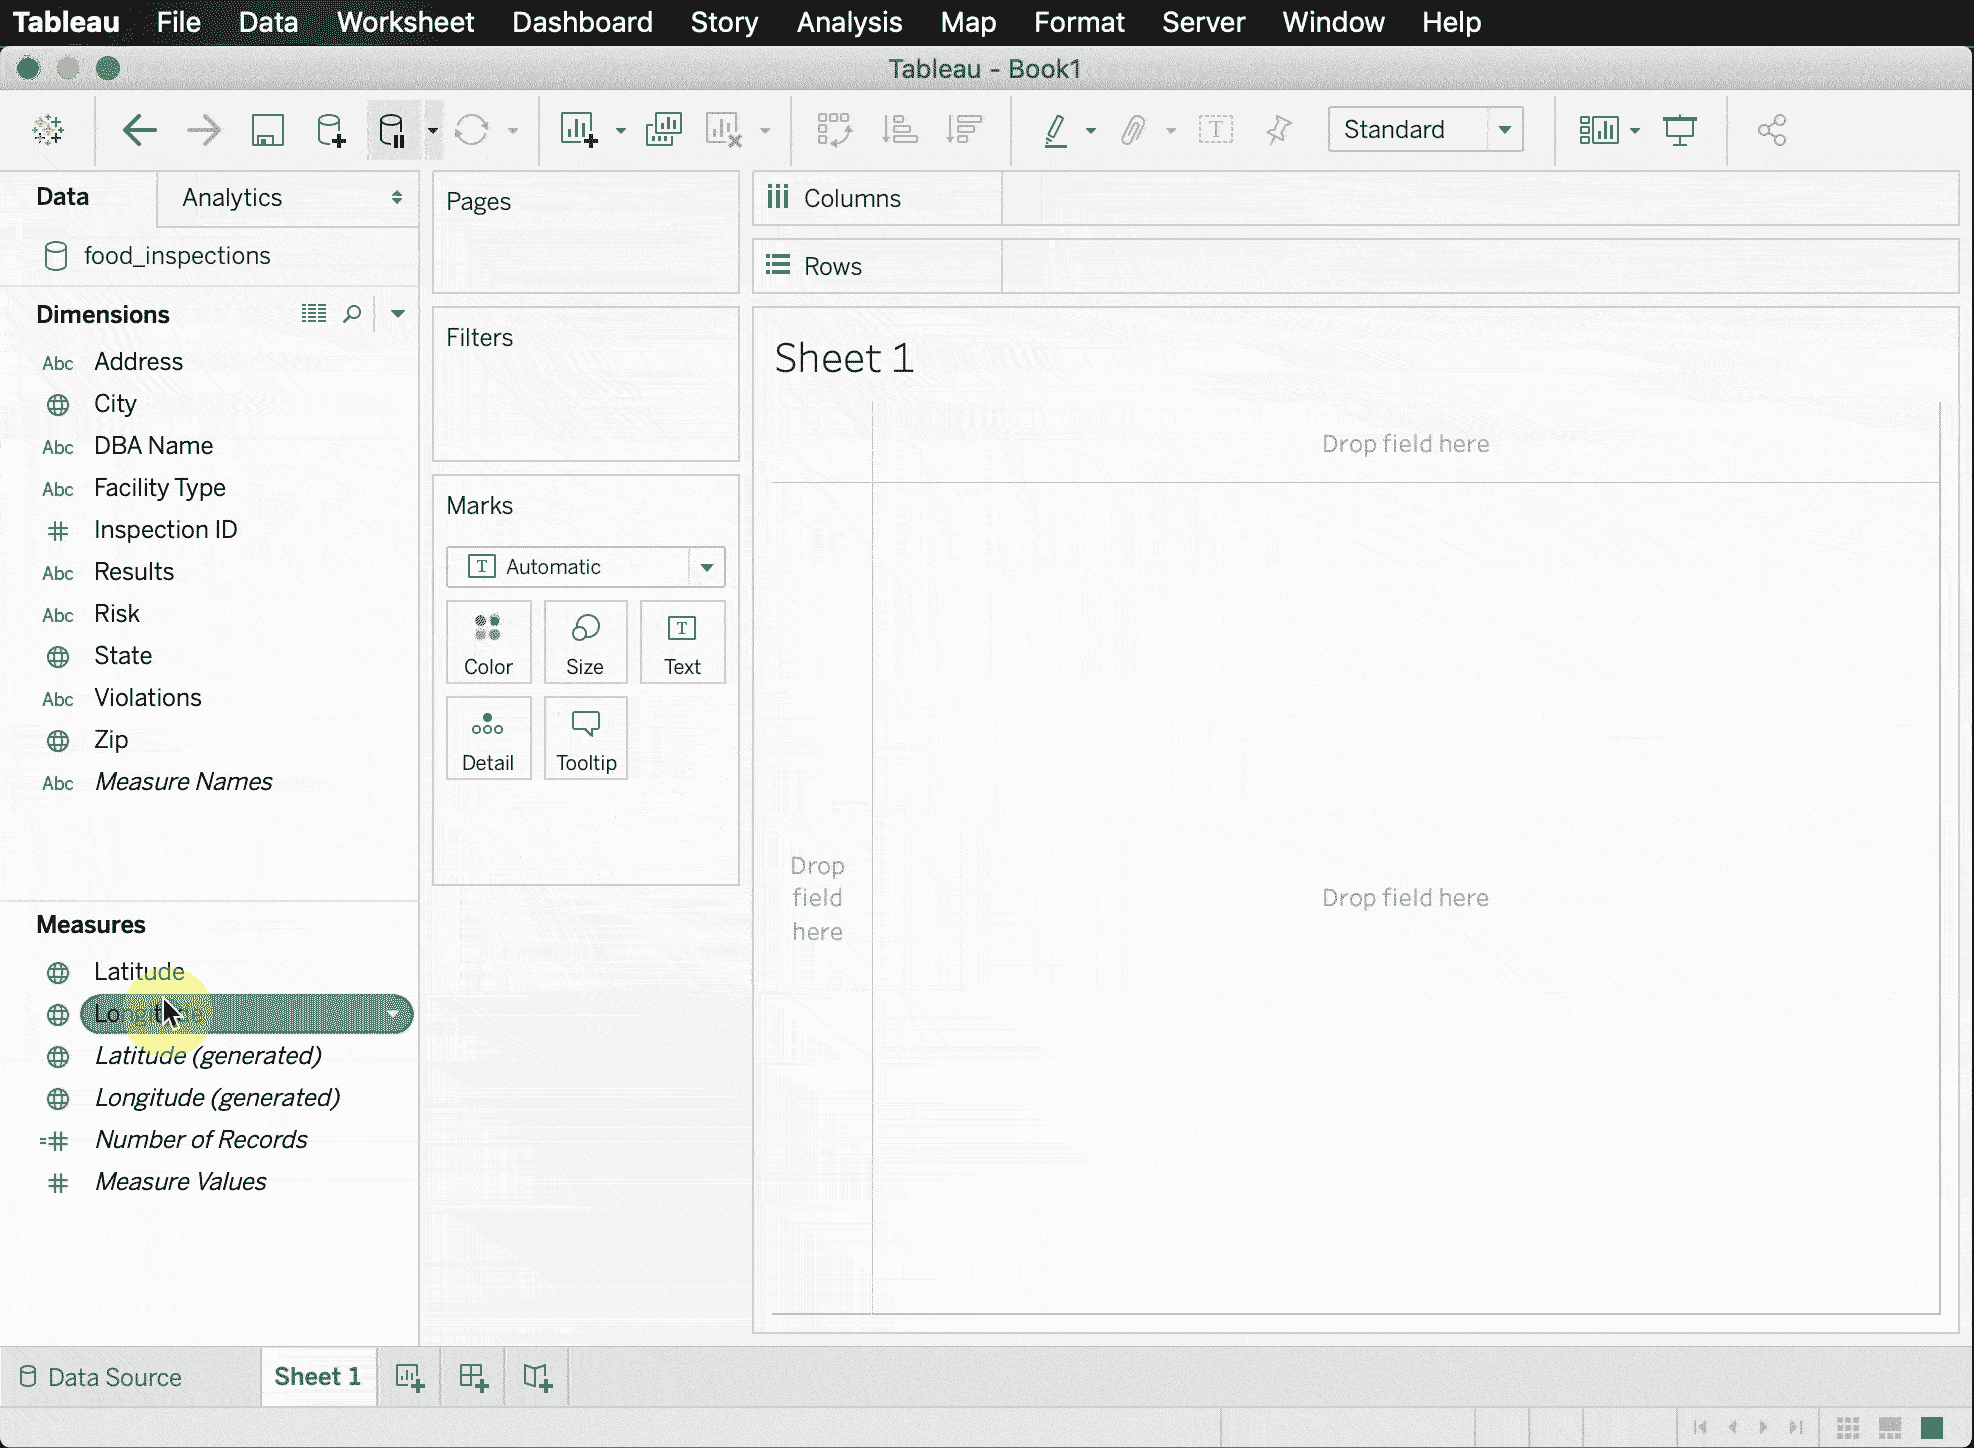 Tableau File Data Worksheet Dashboard Story Analysis Map Format Server Window Help
Tableau - Book1
Standard
Data
Analytics
food_inspections
Dimensions
Abc Address
City
Abc DBA Name
Abc Facility Type
# Inspection ID
Abc Results
Abc Risk
State
Abc Violations
Zip
Abc Measure Names
Measures
Latitude
Longitude
Latitude (generated)
Longitude (generated)
=# Number of Records
# Measure Values
Pages
Filters
Marks
T Automatic
Color
Size
T
Text
Detail
Tooltip
Columns
Rows
Sheet 1
Drop field here
Drop
field
here
Drop field here
Data Source
Sheet 1